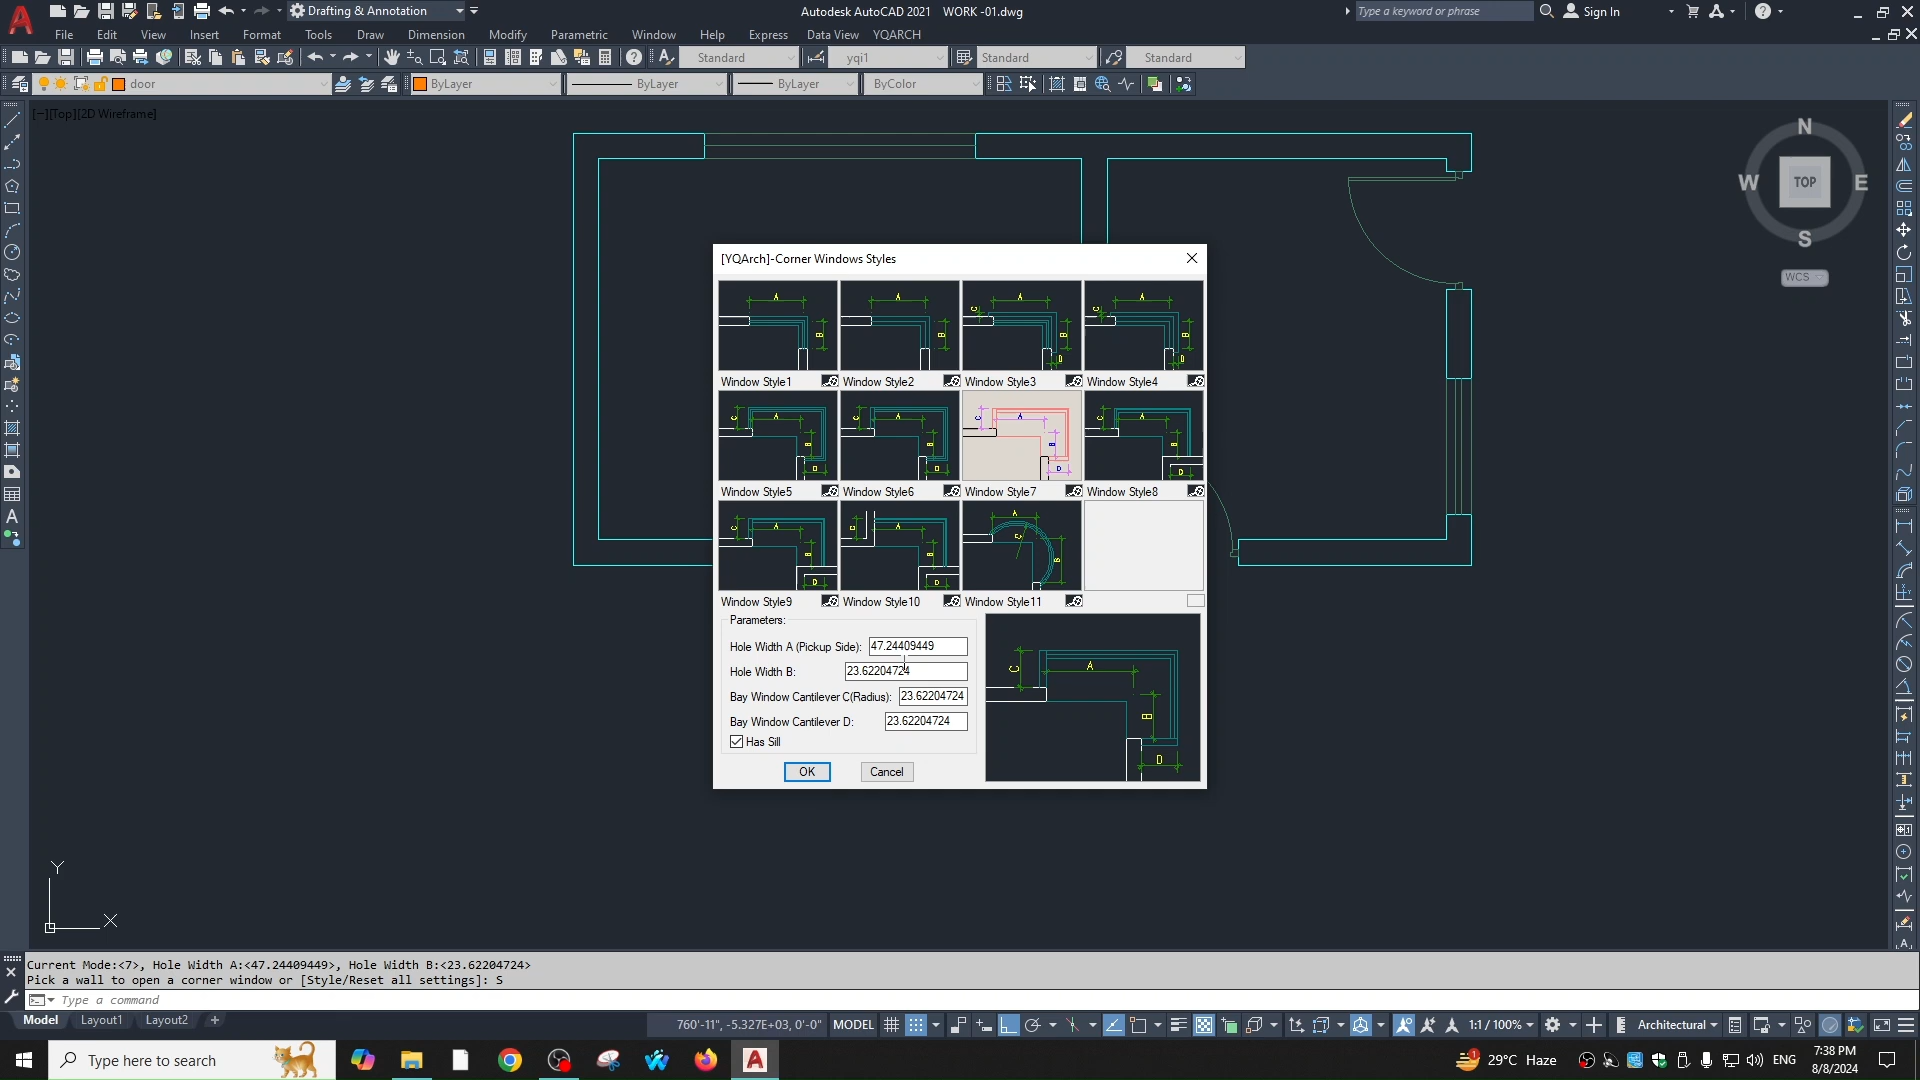 Drafting & Annotation
Autodesk AutoCAD 2021 WORK -01.dwg
Type a keyword or phrase
Sign In
File Edit View Insert Format Tools Draw Dimension Modify Parametric Window Help Express Data View YQARCH
Standard yqi1 Standard Standard
door ByLayer ByLayer ByLayer ByColor
[−][Top][2D Wireframe]
N
W TOP E
S
WCS
[YQArch]-Corner Windows Styles
A A A A
C C
B B B B
D D
Window Style1 Window Style2 Window Style3 Window Style4
C A C A C A C A
B B B B
D D D D
Window Style5 Window Style6 Window Style7 Window Style8
C A C A A
B B B
D D
Window Style9 Window Style10 Window Style11
Parameters:
Hole Width A (Pickup Side): 47.24409449
Hole Width B: 23.62204724
Bay Window Cantilever C(Radius): 23.62204724
Bay Window Cantilever D: 23.62204724
Has Sill
OK Cancel
C A
B
D
Y
X
Current Mode:<7>, Hole Width A:<47.24409449>, Hole Width B:<23.62204724>
Pick a wall to open a corner window or [Style/Reset all settings]: S
Type a command
Model Layout1 Layout2 +
760'-11", -5.327E+03, 0'-0" MODEL 1:1 / 100% Architectural
Type here to search
29°C Haze
ENG
7:38 PM
8/8/2024